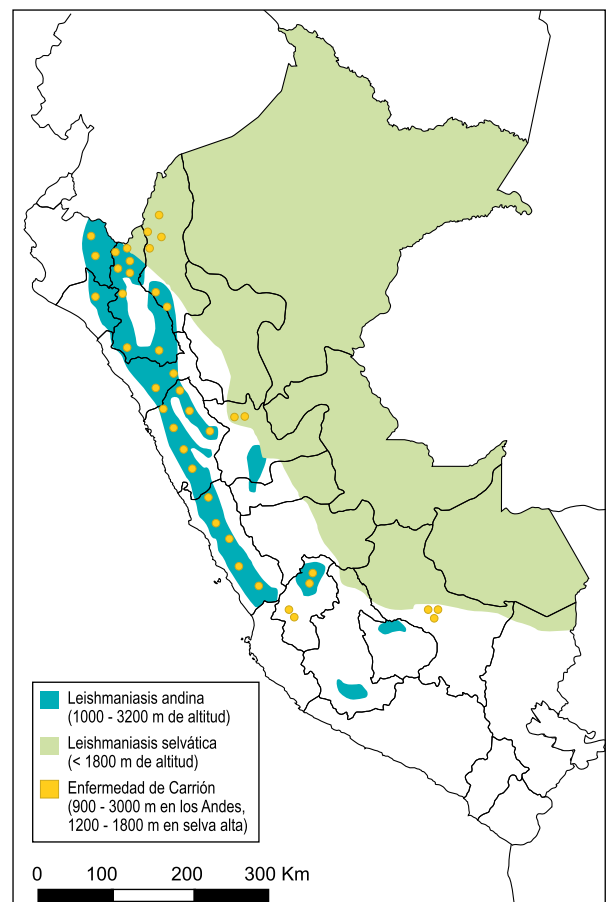 Leishmaniasis andina
(1000 - 3200 m de altitud)
Leishmaniasis selvática
(< 1800 m de altitud)
Enfermedad de Carrión
(900 - 3000 m en los Andes,
1200 - 1800 m en selva alta)
0 100 200 300 Km